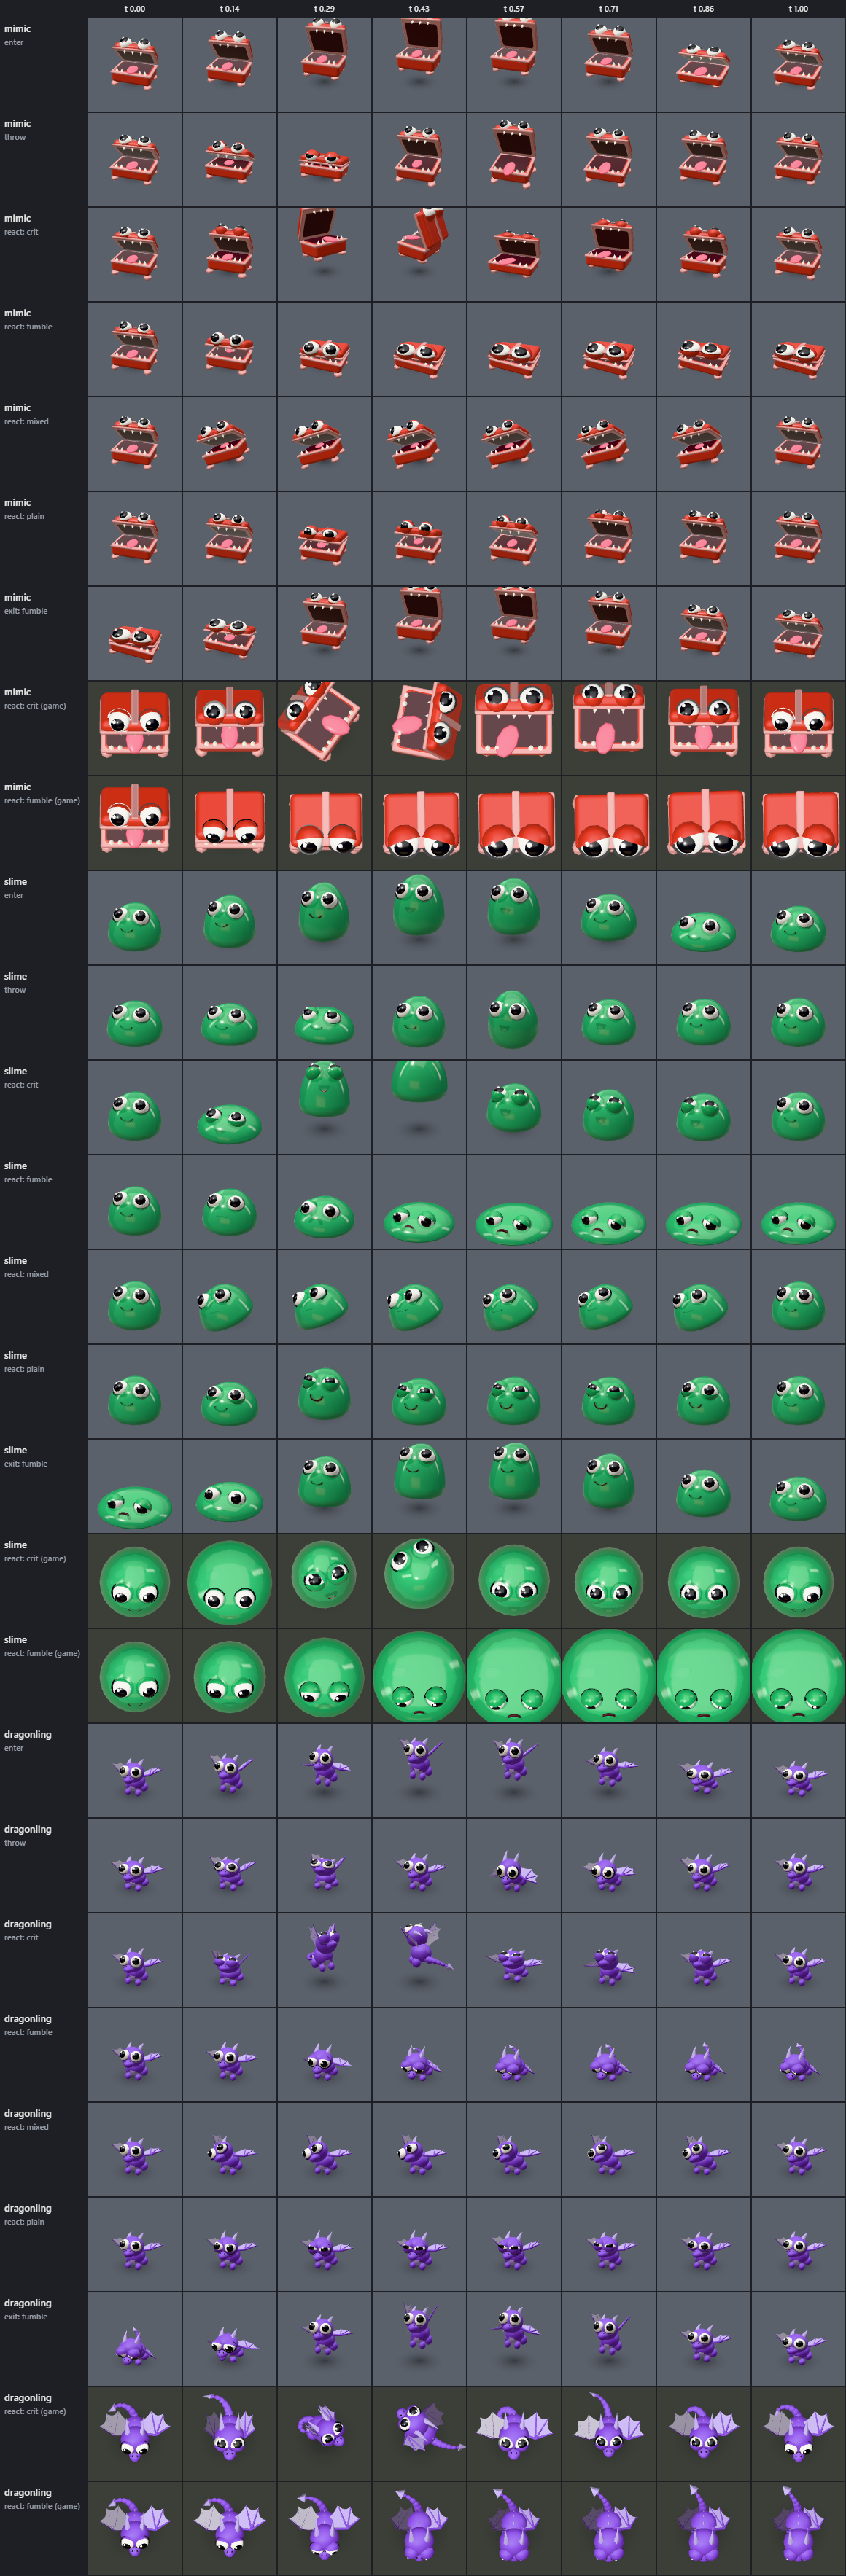 t 0.00 t 0.14 t 0.29 t 0.43 t 0.57 t 0.71 t 0.86 t 1.00
mimic
enter
mimic
throw
mimic
react: crit
mimic
react: fumble
mimic
react: mixed
mimic
react: plain
mimic
exit: fumble
mimic
react: crit (game)
mimic
react: fumble (game)
slime
enter
slime
throw
slime
react: crit
slime
react: fumble
slime
react: mixed
slime
react: plain
slime
exit: fumble
slime
react: crit (game)
slime
react: fumble (game)
dragonling
enter
dragonling
throw
dragonling
react: crit
dragonling
react: fumble
dragonling
react: mixed
dragonling
react: plain
dragonling
exit: fumble
dragonling
react: crit (game)
dragonling
react: fumble (game)